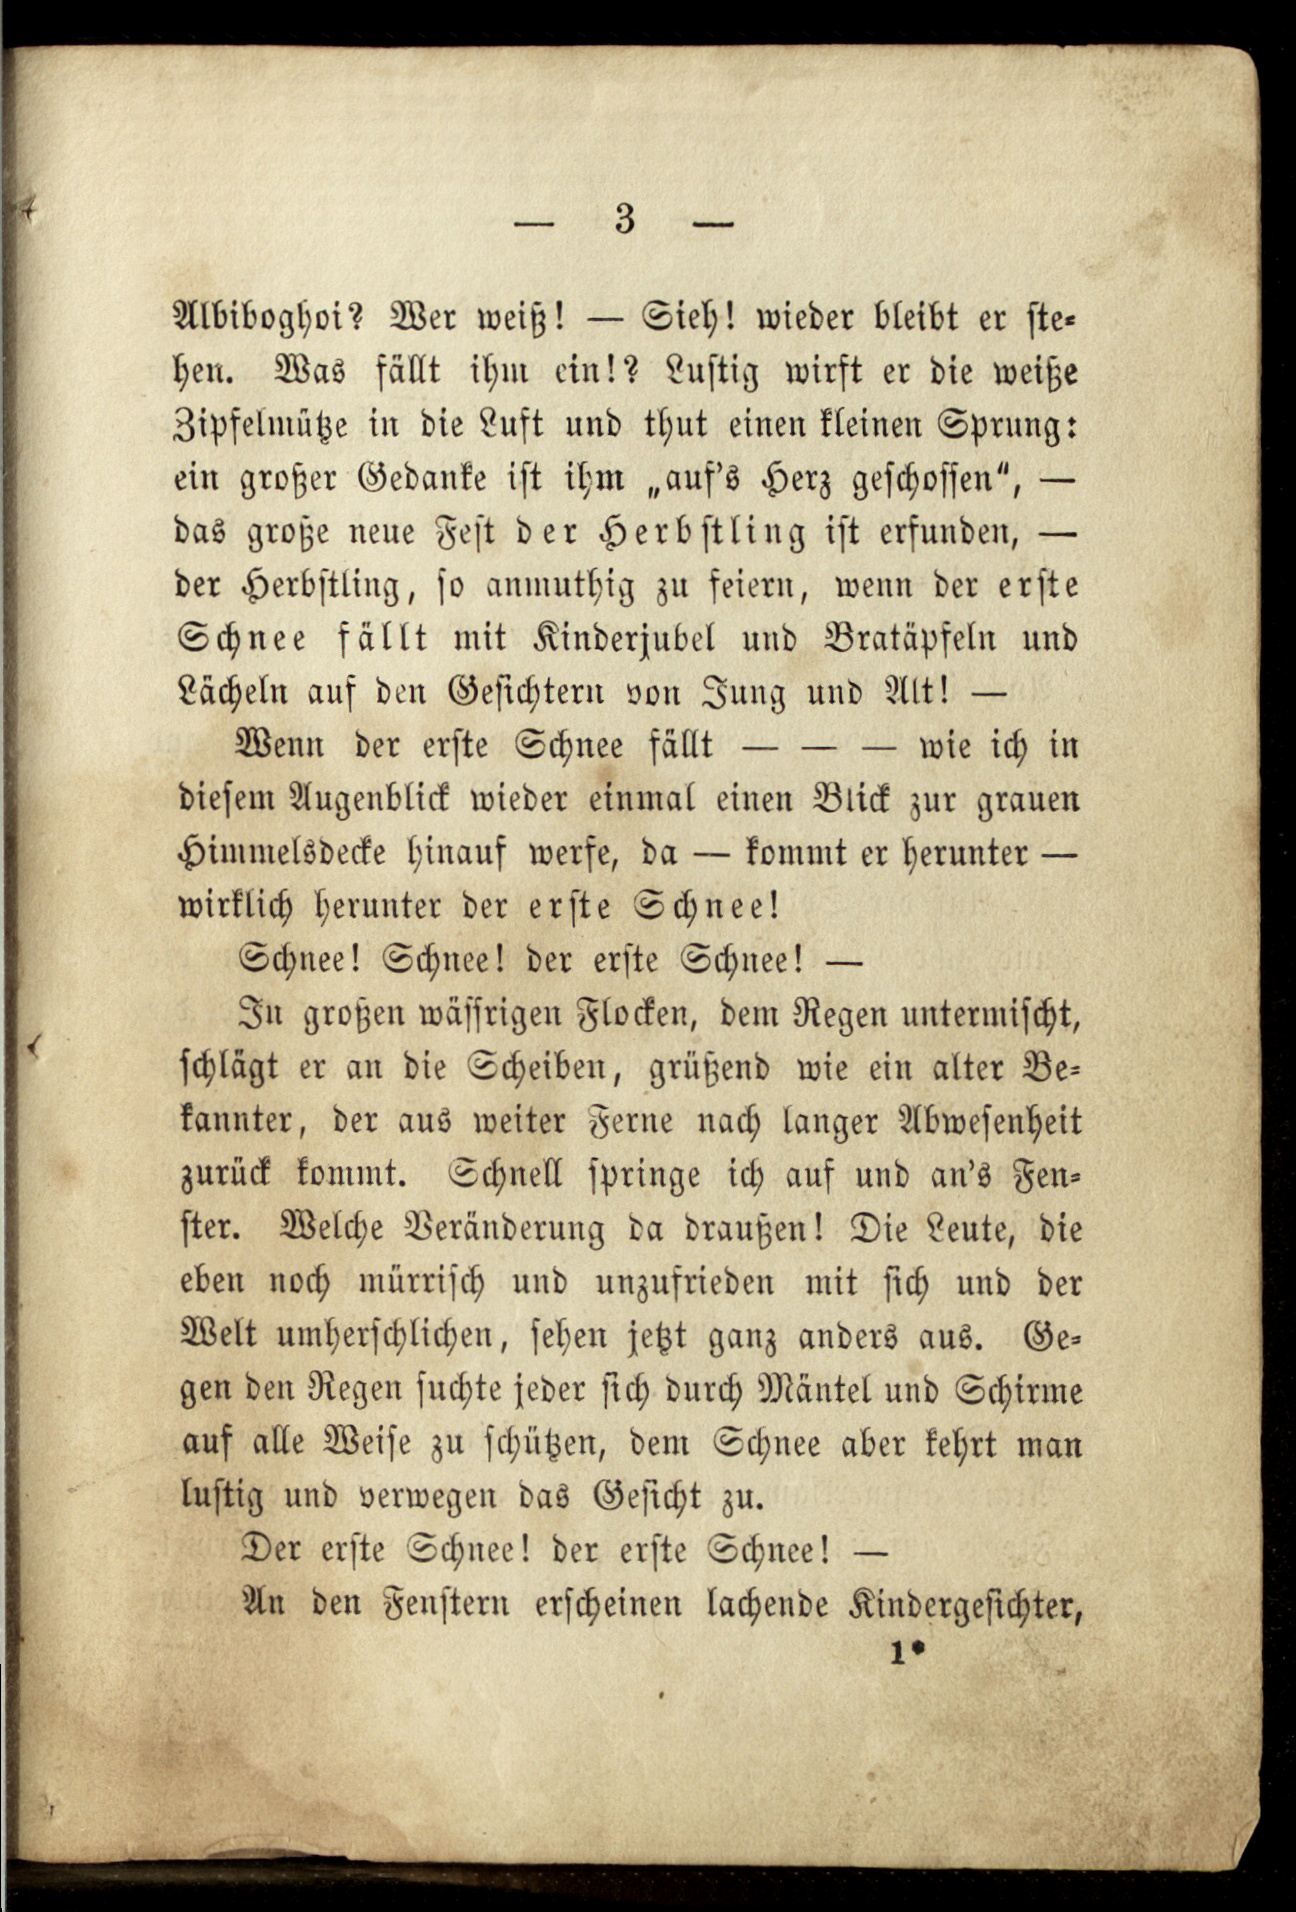 — 3 —
Albiboghoi? Wer weiß! — Sieh! wieder bleibt er ste-
hen. Was fällt ihm ein!? Lustig wirft er die weiße
Zipfelmütze in die Luft und thut einen kleinen Sprung:
ein großer Gedanke ist ihm „auf's Herz geschossen“, —
das große neue Fest der Herbstling ist erfunden, —
der Herbstling, so anmuthig zu feiern, wenn der erste
Schnee fällt mit Kinderjubel und Bratäpfeln und
Lächeln auf den Gesichtern von Jung und Alt! —
Wenn der erste Schnee fällt — — — wie ich in
diesem Augenblick wieder einmal einen Blick zur grauen
Himmelsdecke hinauf werfe, da — kommt er herunter —
wirklich herunter der erste Schnee!
Schnee! Schnee! der erste Schnee! —
In großen wässrigen Flocken, dem Regen untermischt,
schlägt er an die Scheiben, grüßend wie ein alter Be-
kannter, der aus weiter Ferne nach langer Abwesenheit
zurück kommt. Schnell springe ich auf und an's Fen-
ster. Welche Veränderung da draußen! Die Leute, die
eben noch mürrisch und unzufrieden mit sich und der
Welt umherschlichen, sehen jetzt ganz anders aus. Ge-
gen den Regen suchte jeder sich durch Mäntel und Schirme
auf alle Weise zu schützen, dem Schnee aber kehrt man
lustig und verwegen das Gesicht zu.
Der erste Schnee! der erste Schnee! —
An den Fenstern erscheinen lachende Kindergesichter,
1*